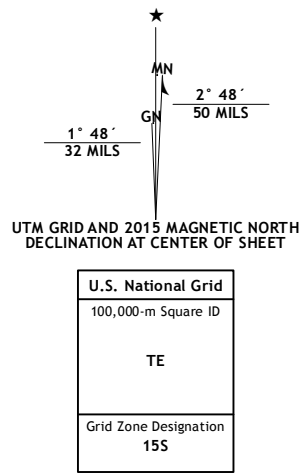 ★
MN
GN
2° 48´
50 MILS
1° 48´
32 MILS
UTM GRID AND 2015 MAGNETIC NORTH
DECLINATION AT CENTER OF SHEET
U.S. National Grid
100,000-m Square ID
TE
Grid Zone Designation
15S